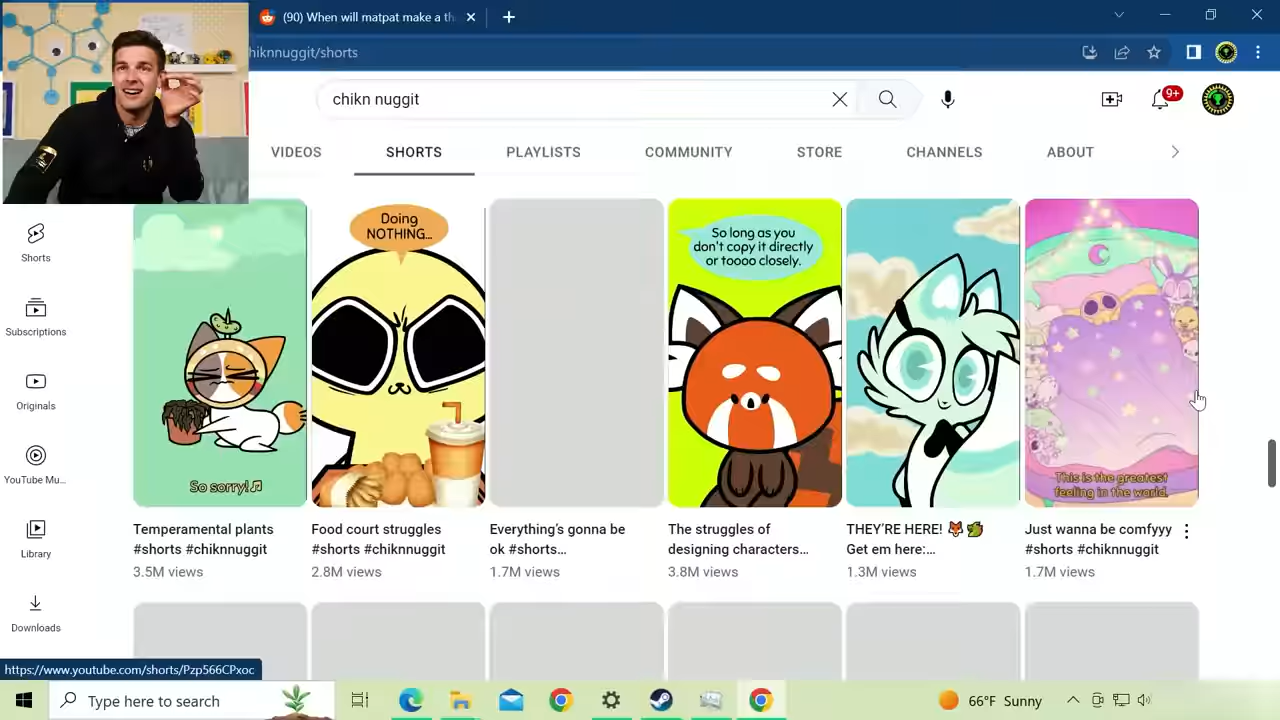 (90) When will matpat make a th
hiknnuggit/shorts
chikn nuggit
9+
VIDEOS
SHORTS
PLAYLISTS
COMMUNITY
STORE
CHANNELS
ABOUT
Shorts
Subscriptions
Originals
YouTube Mu...
Library
Downloads
So sorry!♫
Doing
NOTHING...
So long as you
don't copy it directly
or toooo closely.
This is the greatest
feeling in the world.
Temperamental plants
#shorts #chiknnuggit
3.5M views
Food court struggles
#shorts #chiknnuggit
2.8M views
Everything's gonna be
ok #shorts...
1.7M views
The struggles of
designing characters...
3.8M views
THEY'RE HERE! 🦊🐲
Get em here:...
1.3M views
Just wanna be comfyyy
#shorts #chiknnuggit
1.7M views
https://www.youtube.com/shorts/Pzp566CPxoc
Type here to search
66°F Sunny